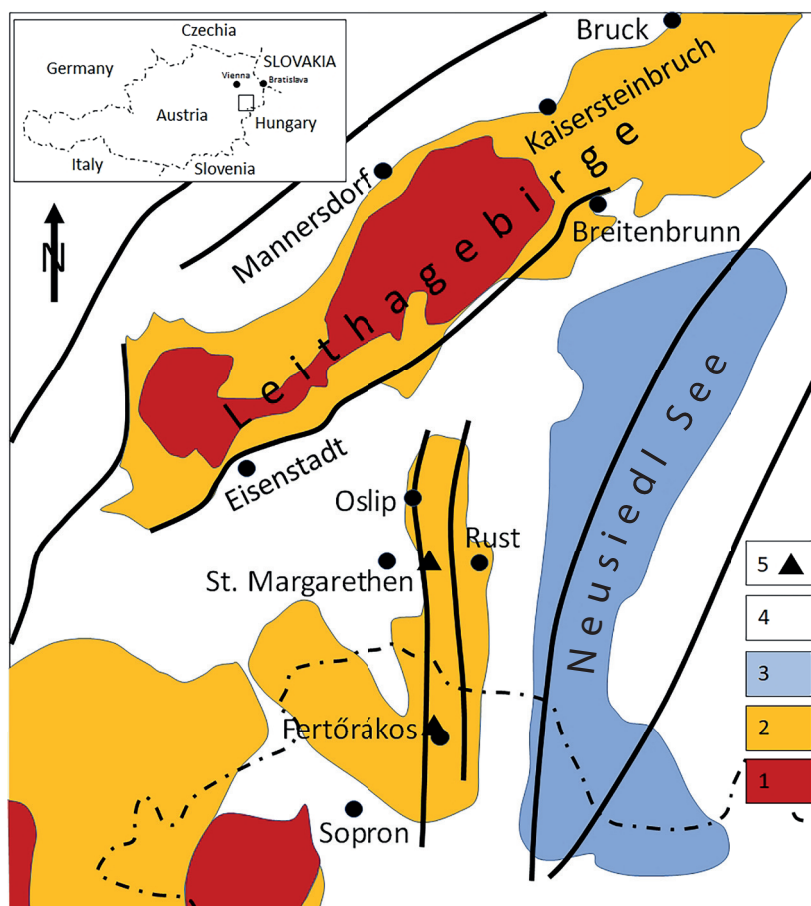 Czechia
SLOVAKIA
Germany
Vienna
Bratislava
Austria
Hungary
Italy
Slovenia
N
Bruck
Kaisersteinbruch
Mannersdorf
Leithagebirge
Breitenbrunn
Eisenstadt
Oslip
Rust
St. Margarethen
Neusiedl See
Fertőrákos
Sopron
5
4
3
2
1